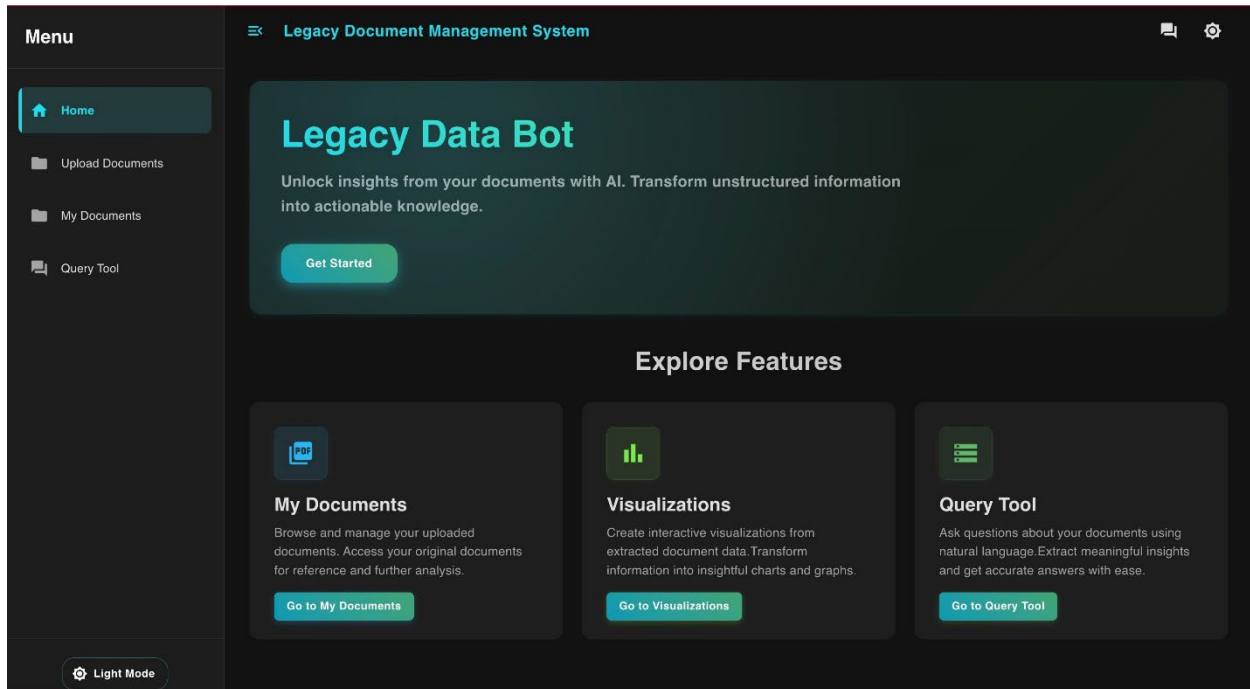 Menu
Legacy Document Management System
Home
Upload Documents
My Documents
Query Tool
Light Mode
Legacy Data Bot
Unlock insights from your documents with AI. Transform unstructured information
into actionable knowledge.
Get Started
Explore Features
PDF
My Documents
Browse and manage your uploaded
documents. Access your original documents
for reference and further analysis.
Go to My Documents
Visualizations
Create interactive visualizations from
extracted document data.Transform
information into insightful charts and graphs.
Go to Visualizations
Query Tool
Ask questions about your documents using
natural language.Extract meaningful insights
and get accurate answers with ease.
Go to Query Tool